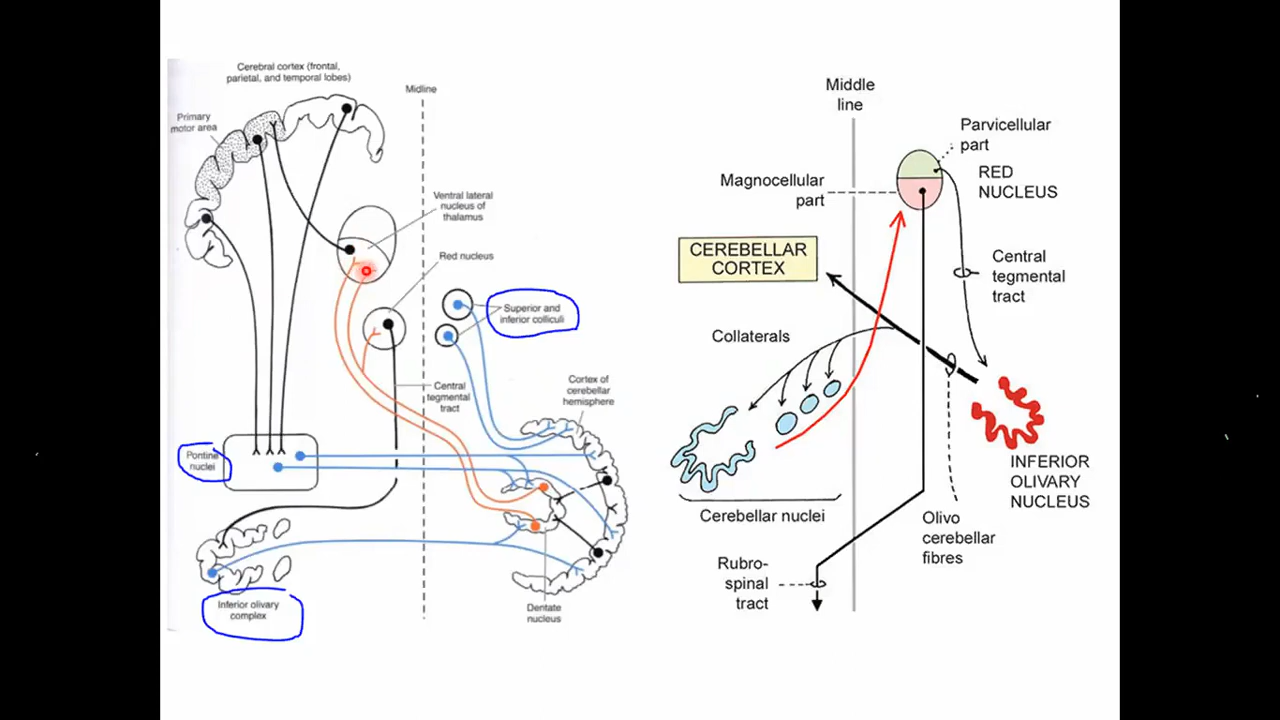 Cerebral cortex (frontal,
parietal, and temporal lobes)
Primary
motor area
Midline
Ventral lateral
nucleus of
thalamus
Red nucleus
Superior and
inferior colliculi
Central
tegmental
tract
Cortex of
cerebellar
hemisphere
Pontine
nuclei
Inferior olivary
complex
Dentate
nucleus
Middle
line
Parvicellular
part
RED
NUCLEUS
Magnocellular
part
CEREBELLAR
CORTEX
Central
tegmental
tract
Collaterals
INFERIOR
OLIVARY
NUCLEUS
Cerebellar nuclei
Olivo
cerebellar
fibres
Rubro-
spinal
tract